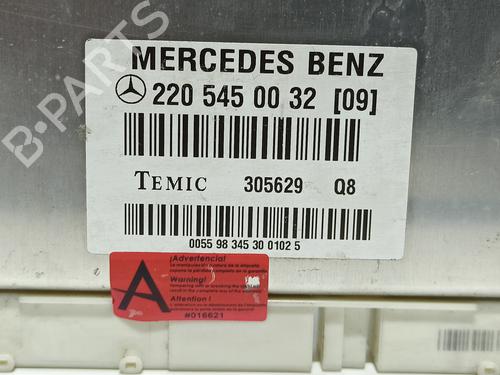 B-PARTS
MERCEDES BENZ
220 545 00 32 [09]
TEMIC 305629 Q8
0055 98 345 30 0102 5
A
¡Advertencia!
Warning!
Attention !
#016621